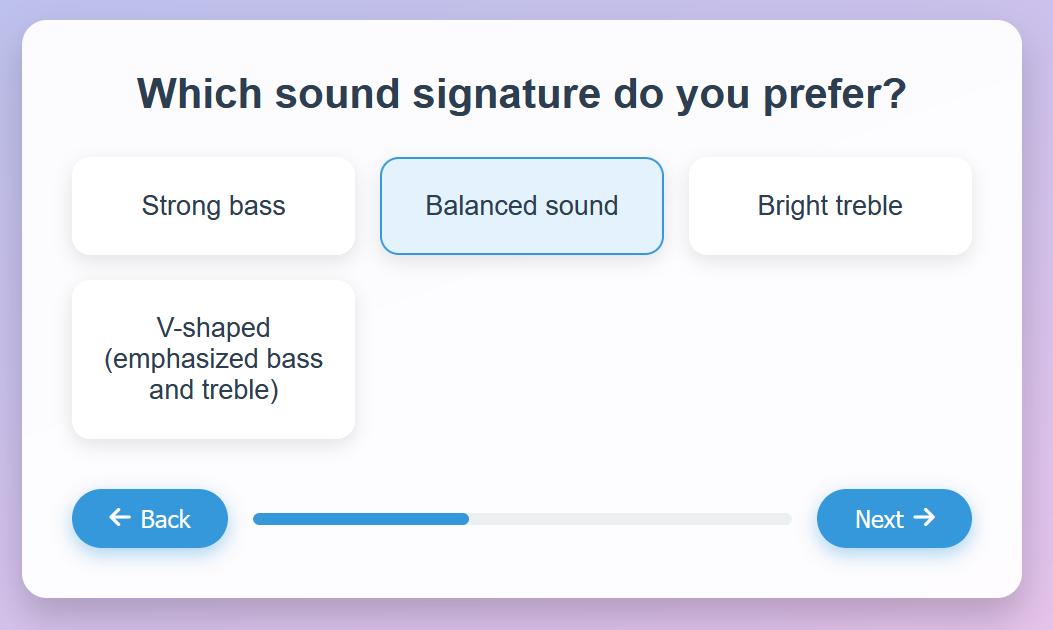 Which sound signature do you prefer?
Strong bass
Balanced sound
Bright treble
V-shaped
(emphasized bass
and treble)
Back
Next